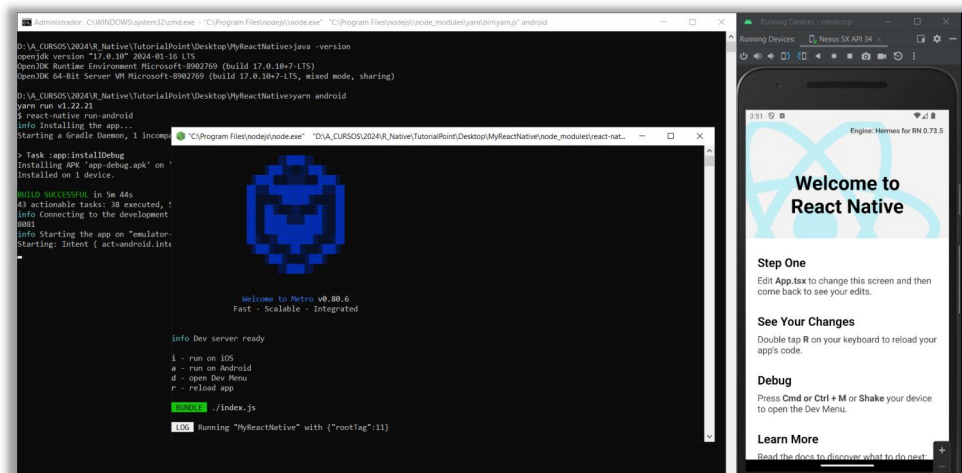 Administrador: C:\WINDOWS\system32\cmd.exe - "C:\Program Files\nodejs\\node.exe" "C:\Program Files\nodejs\\node_modules\yarn\bin\yarn.js" android
D:\A_CURSOS\2024\R_Native\TutorialPoint\Desktop\MyReactNative>java -version
openjdk version "17.0.10" 2024-01-16 LTS
OpenJDK Runtime Environment Microsoft-8902769 (build 17.0.10+7-LTS)
OpenJDK 64-Bit Server VM Microsoft-8902769 (build 17.0.10+7-LTS, mixed mode, sharing)
D:\A_CURSOS\2024\R_Native\TutorialPoint\Desktop\MyReactNative>yarn android
yarn run v1.22.21
$ react-native run-android
info Installing the app...
Starting a Gradle Daemon, 1 incompa
> Task :app:installDebug
Installing APK 'app-debug.apk' on '
Installed on 1 device.
BUILD SUCCESSFUL in 5m 44s
43 actionable tasks: 38 executed, 5
info Connecting to the development
8081
info Starting the app on "emulator-
Starting: Intent { act=android.inte
"C:\Program Files\nodejs\node.exe" "D:\A_CURSOS\2024\R_Native\TutorialPoint\Desktop\MyReactNative\node_modules\react-nat...
Welcome to Metro v0.80.6
Fast - Scalable - Integrated
info Dev server ready
i - run on iOS
a - run on Android
d - open Dev Menu
r - reload app
BUNDLE ./index.js
LOG Running "MyReactNative" with {"rootTag":11}
Running Devices - credicorp
Running Devices: Nexus 5X API 34
3:51
Engine: Hermes for RN 0.73.5
Welcome to
React Native
Step One
Edit App.tsx to change this screen and then
come back to see your edits.
See Your Changes
Double tap R on your keyboard to reload your
app's code.
Debug
Press Cmd or Ctrl + M or Shake your device
to open the Dev Menu.
Learn More
Read the docs to discover what to do next: